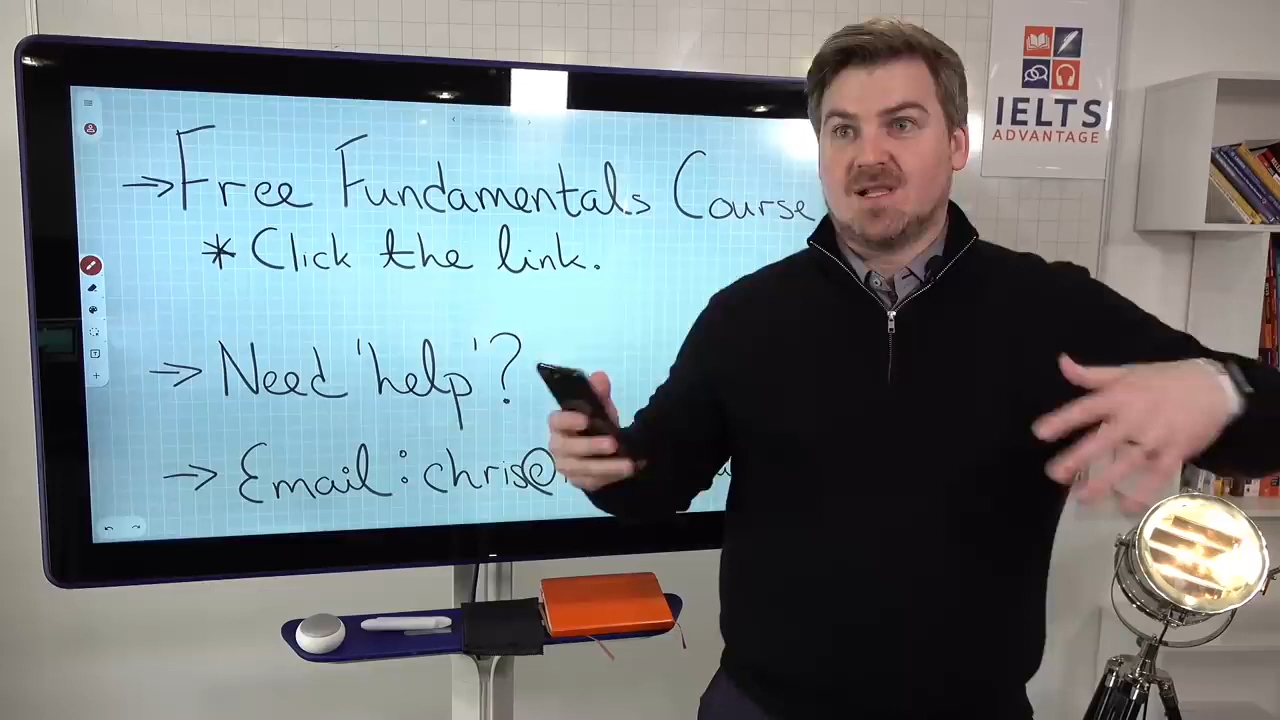 →Free Fundamentals Course
* Click the link.
→ Need 'help'?
→ Email: chris@
IELTS
ADVANTAGE